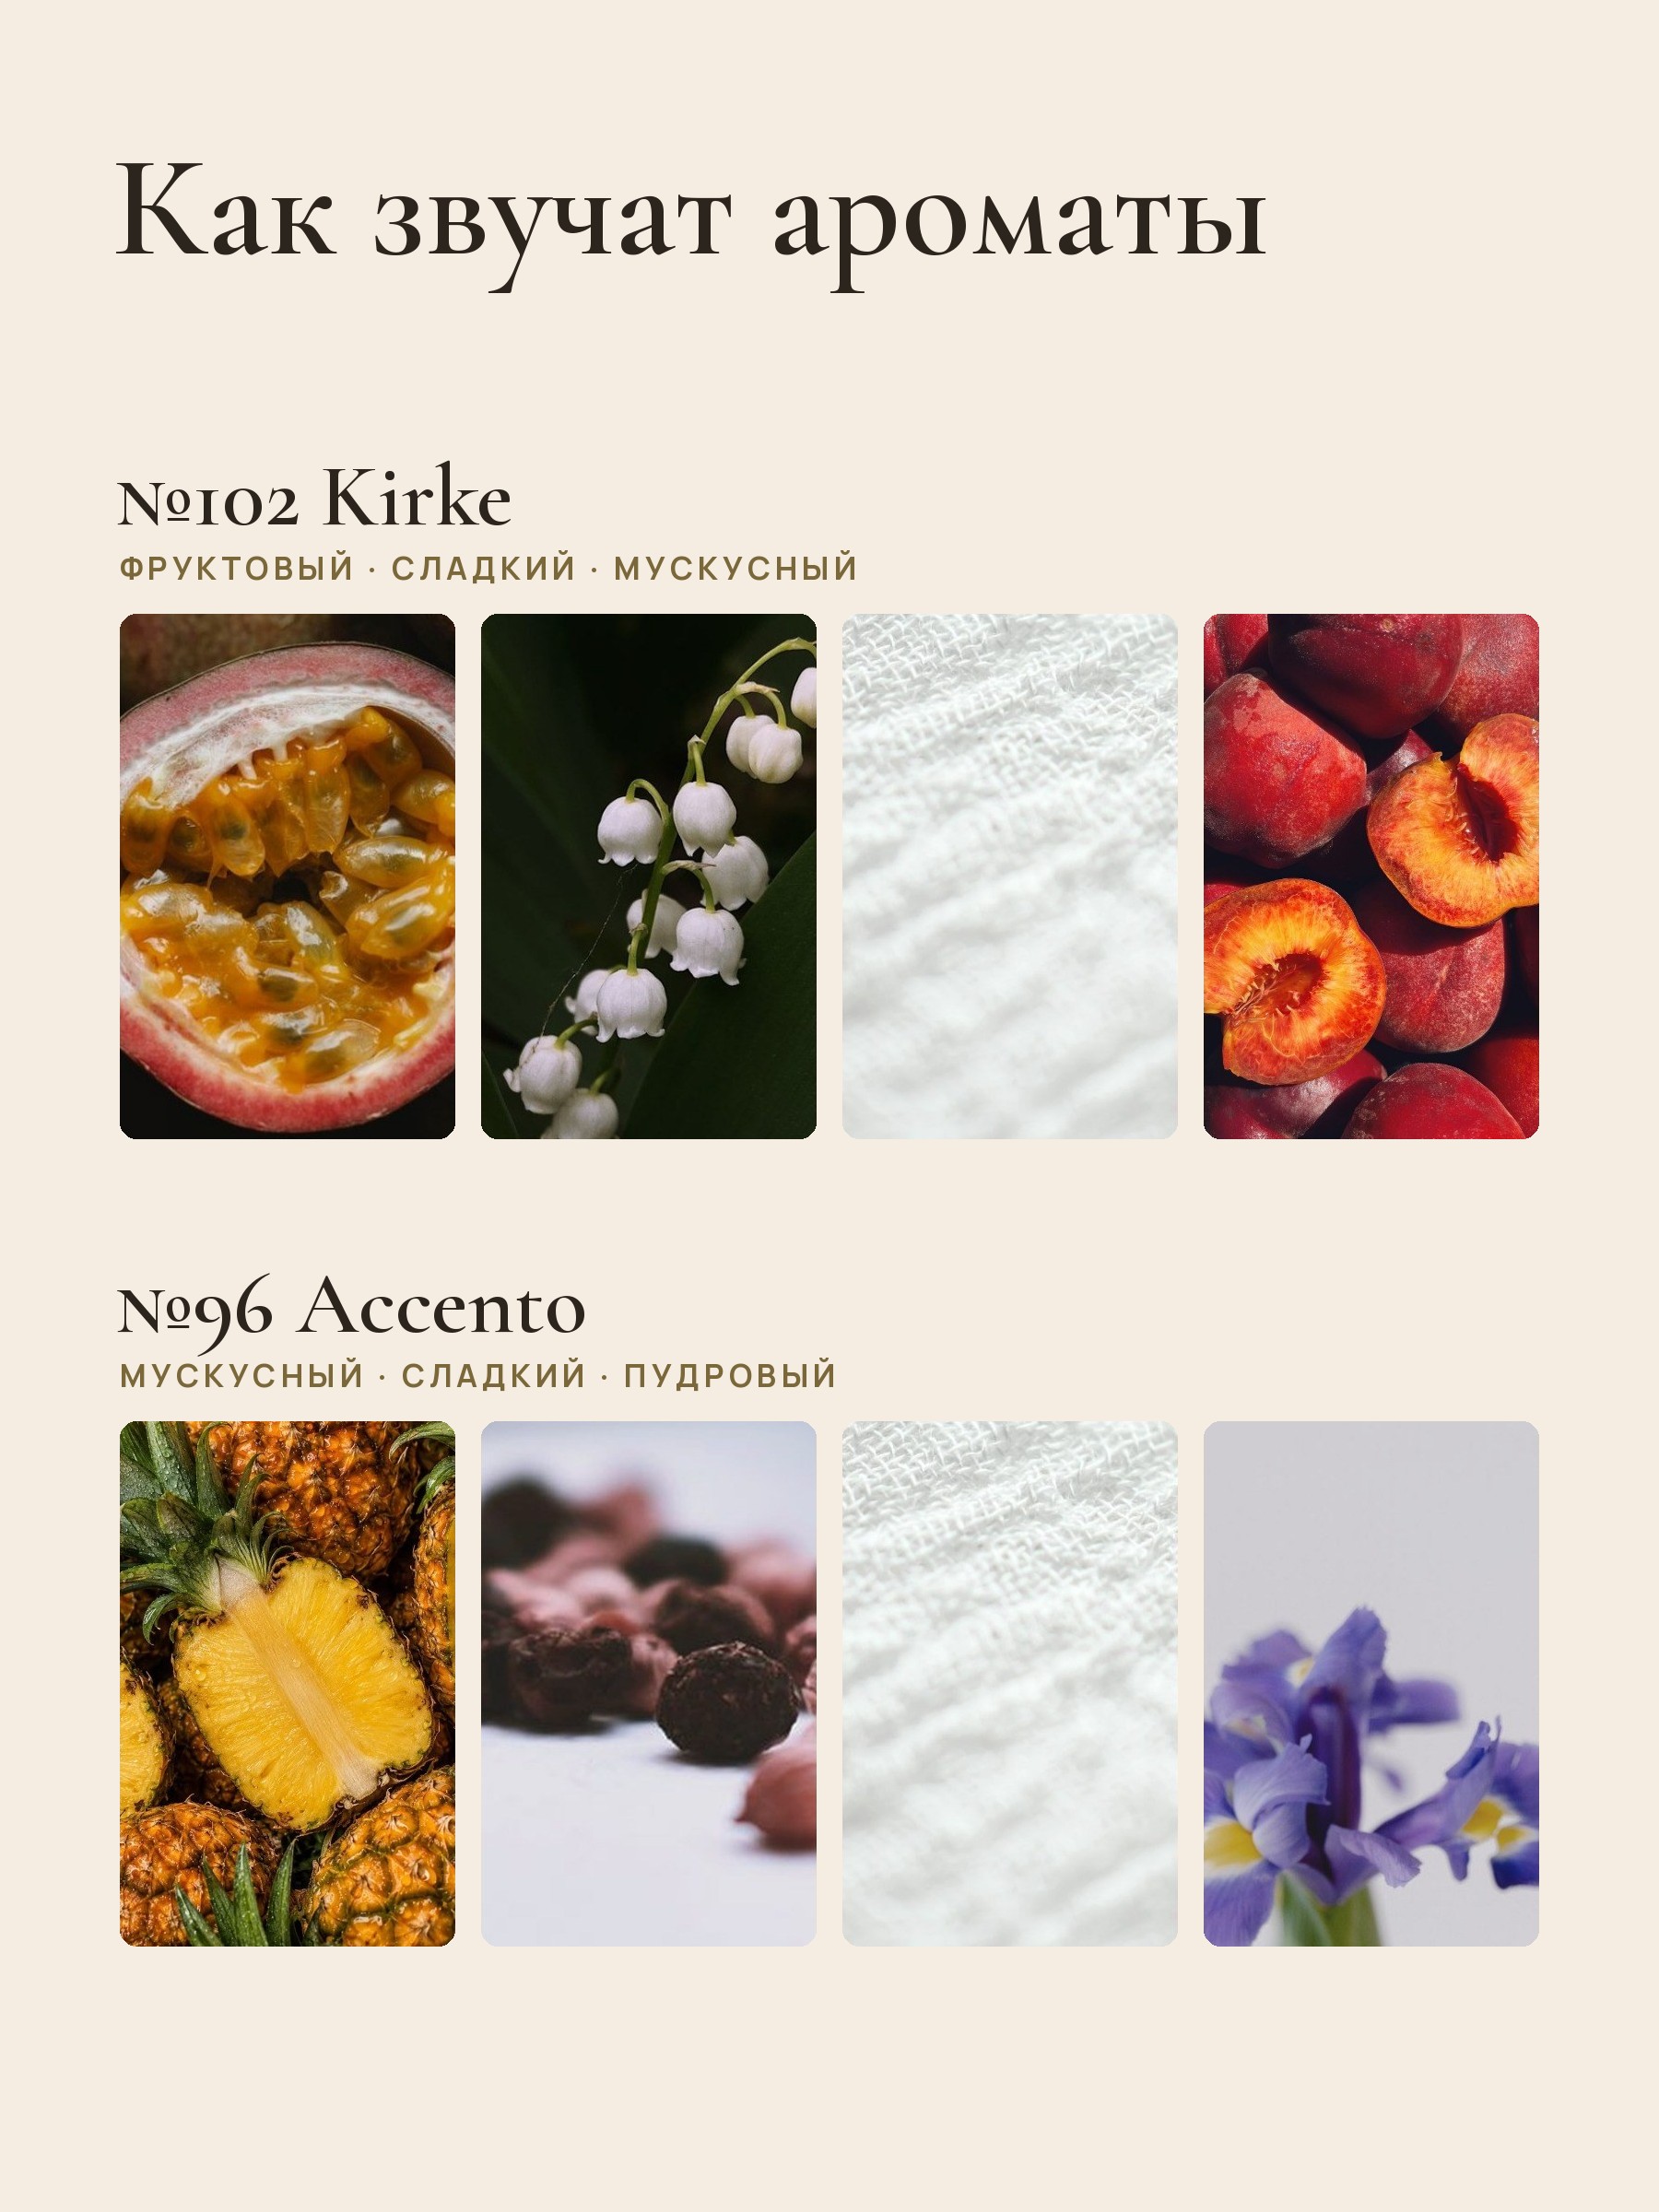 Как звучат ароматы
№102 Kirke
ФРУКТОВЫЙ · СЛАДКИЙ · МУСКУСНЫЙ
№96 Accento
МУСКУСНЫЙ · СЛАДКИЙ · ПУДРОВЫЙ